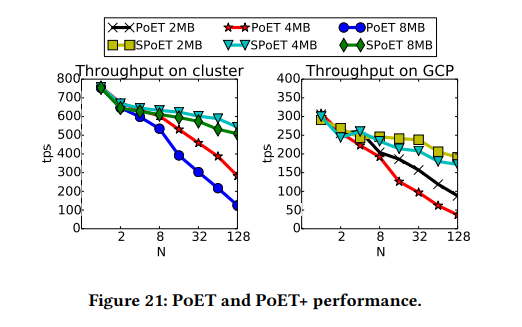 PoET 2MB PoET 4MB PoET 8MB
SPoET 2MB SPoET 4MB SPoET 8MB
Throughput on cluster
800
700
600
500
400
300
200
100
0
tps
2 8 32 128
N
Throughput on GCP
400
350
300
250
200
150
100
50
0
tps
2 8 32 128
N
Figure 21: PoET and PoET+ performance.